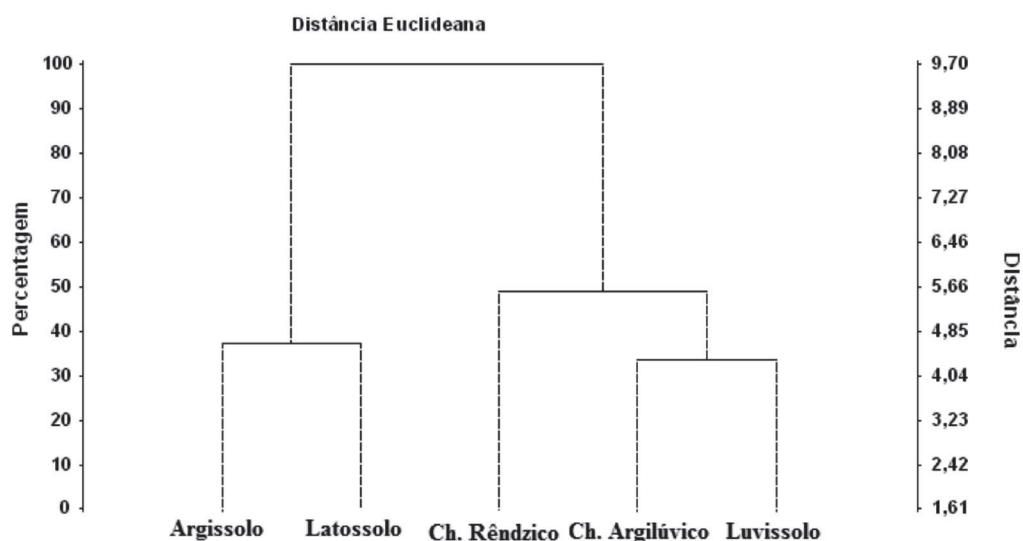 Distância Euclideana
100 9,70
90 8,89
80 8,08
70 7,27
60 6,46
50 5,66
40 4,85
30 4,04
20 3,23
10 2,42
0 1,61
Percentagem
Distância
Argissolo Latossolo Ch. Rêndzico Ch. Argilúvico Luvissolo